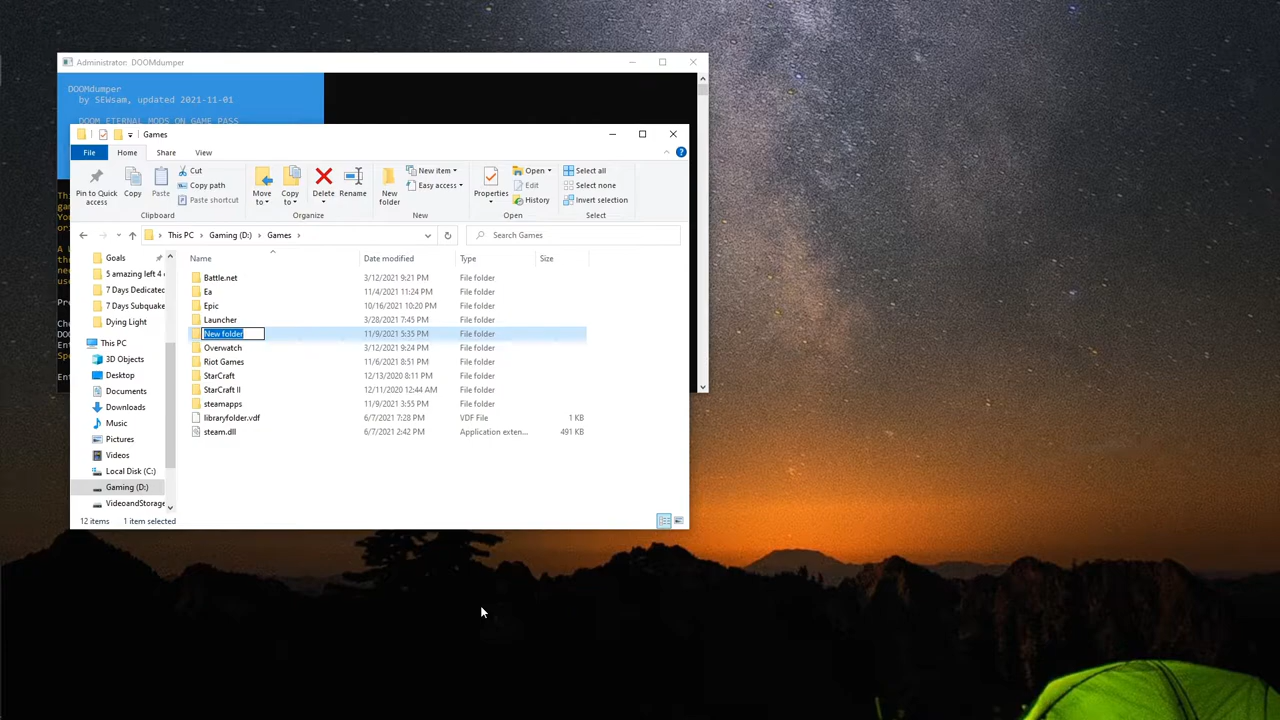 Administrator: DOOMdumper
DOOMdumper
by SEWsam, updated 2021-11-01
DOOM ETERNAL MODS ON GAME PASS
Games
File Home Share View
Pin to Quick access
Copy
Paste
Cut
Copy path
Paste shortcut
Clipboard
Move to
Copy to
Delete
Rename
Organize
New folder
New item
Easy access
New
Properties
Open
Edit
History
Open
Select all
Select none
Invert selection
Select
This PC > Gaming (D:) > Games >
Search Games
Name Date modified Type Size
Battle.net 3/12/2021 9:21 PM File folder
Ea 11/4/2021 11:24 PM File folder
Epic 10/16/2021 10:20 PM File folder
Launcher 3/28/2021 7:45 PM File folder
New folder 11/9/2021 5:35 PM File folder
Overwatch 3/12/2021 9:24 PM File folder
Riot Games 11/6/2021 8:51 PM File folder
StarCraft 12/13/2020 8:11 PM File folder
StarCraft II 12/11/2020 12:44 AM File folder
steamapps 11/9/2021 3:55 PM File folder
libraryfolder.vdf 6/7/2021 7:28 PM VDF File 1 KB
steam.dll 6/7/2021 2:42 PM Application exten... 491 KB
Goals
5 amazing left 4
7 Days Dedicated
7 Days Subquake
Dying Light
This PC
3D Objects
Desktop
Documents
Downloads
Music
Pictures
Videos
Local Disk (C:)
Gaming (D:)
VideoandStorage
12 items 1 item selected